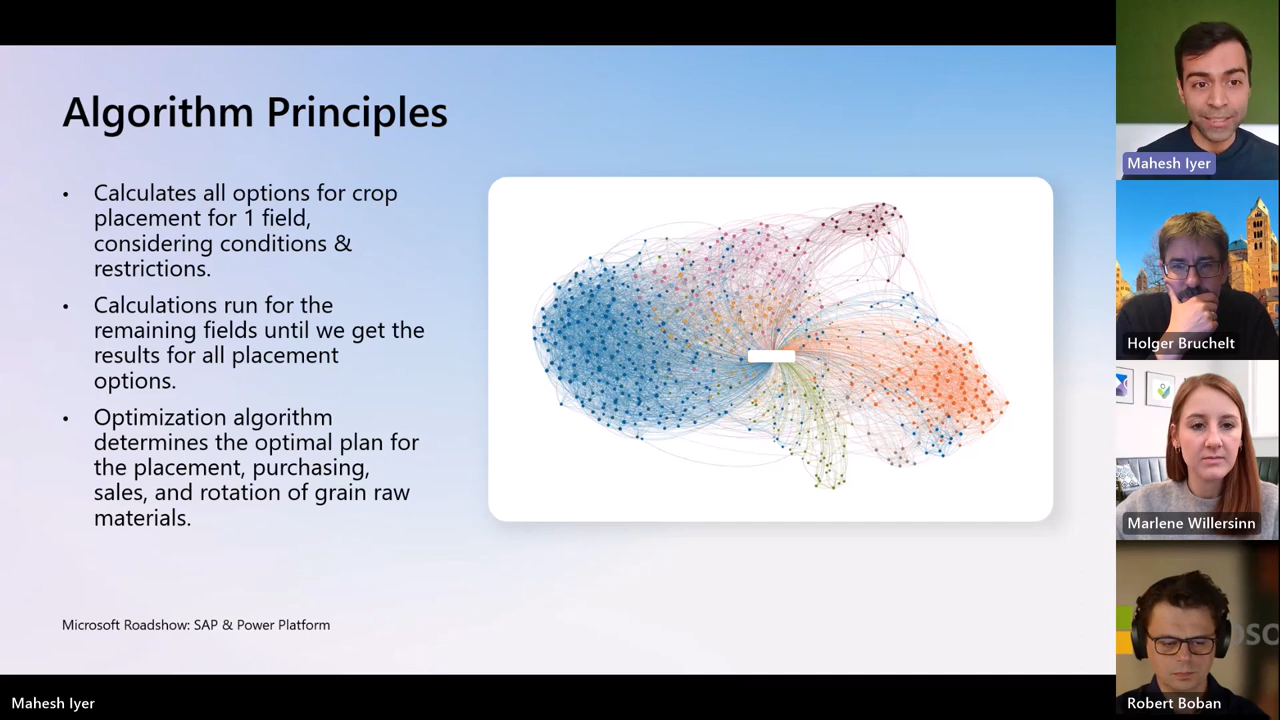 Algorithm Principles
• Calculates all options for crop
placement for 1 field,
considering conditions &
restrictions.
• Calculations run for the
remaining fields until we get the
results for all placement
options.
• Optimization algorithm
determines the optimal plan for
the placement, purchasing,
sales, and rotation of grain raw
materials.
Microsoft Roadshow: SAP & Power Platform
Mahesh Iyer
Mahesh Iyer
Holger Bruchelt
Marlene Willersinn
Robert Boban